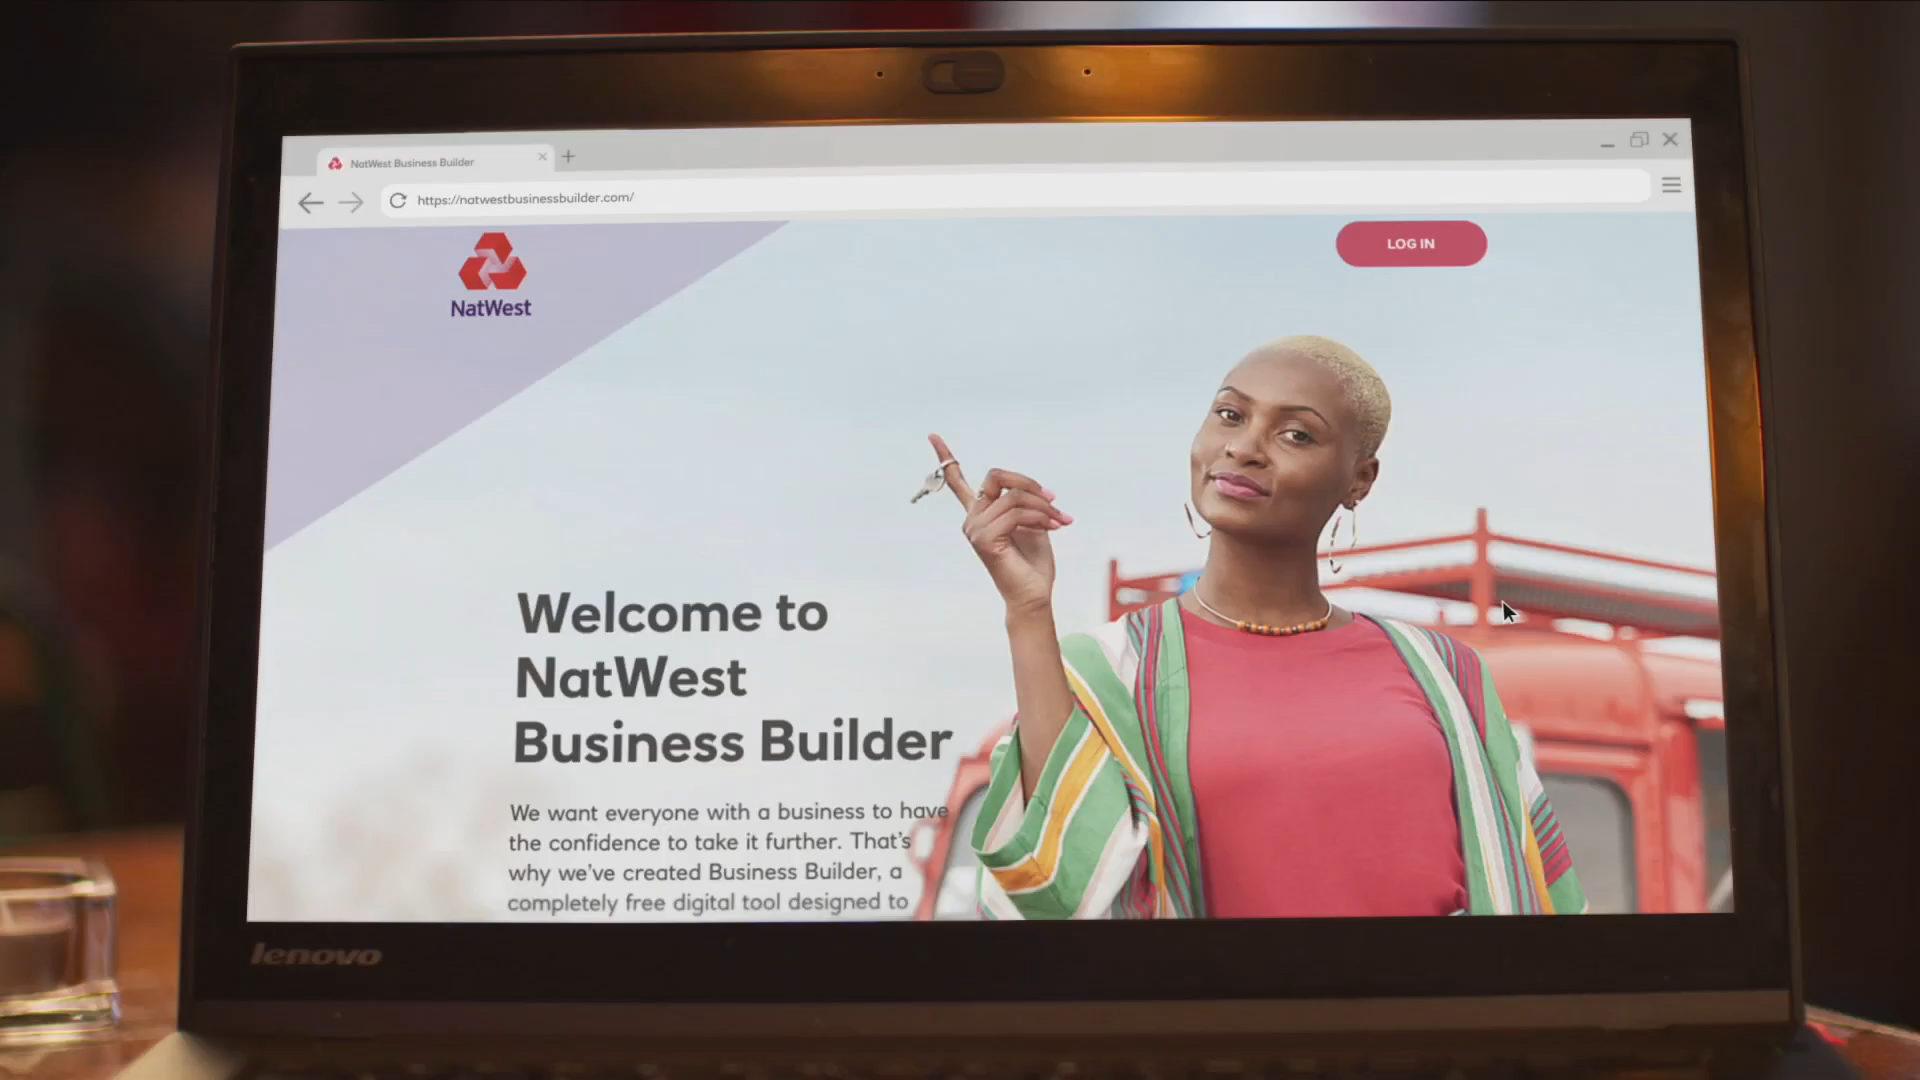 NatWest Business Builder
https://natwestbusinessbuilder.com/
LOG IN
NatWest
Welcome to
NatWest
Business Builder
We want everyone with a business to have
the confidence to take it further. That's
why we've created Business Builder, a
completely free digital tool designed to
lenovo